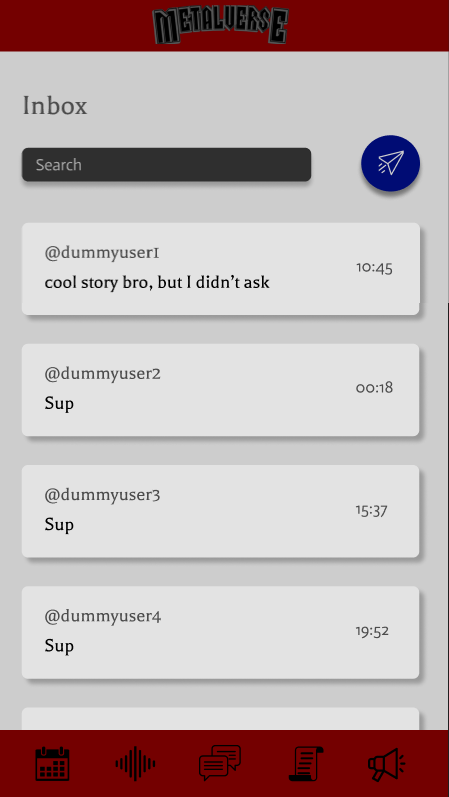 METALVERSE
Inbox
Search
@dummyuser1
10:45
cool story bro, but I didn't ask
@dummyuser2
00:18
Sup
@dummyuser3
15:37
Sup
@dummyuser4
19:52
Sup